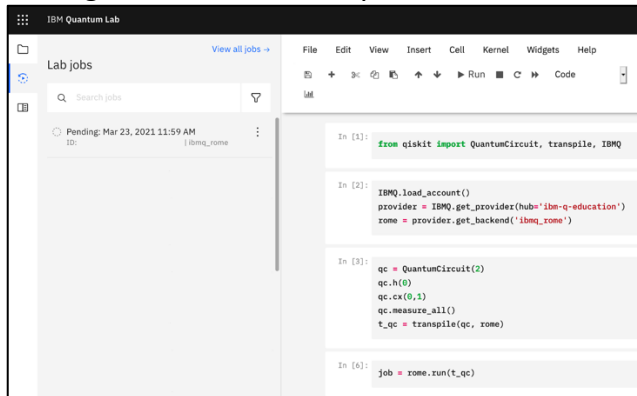 IBM Quantum Lab
View all jobs →
Lab jobs
Search jobs
Pending: Mar 23, 2021 11:59 AM
ID: | ibmq_rome
File Edit View Insert Cell Kernel Widgets Help
Run Code
In [1]:
from qiskit import QuantumCircuit, transpile, IBMQ
In [2]:
IBMQ.load_account()
provider = IBMQ.get_provider(hub='ibm-q-education')
rome = provider.get_backend('ibmq_rome')
In [3]:
qc = QuantumCircuit(2)
qc.h(0)
qc.cx(0,1)
qc.measure_all()
t_qc = transpile(qc, rome)
In [6]:
job = rome.run(t_qc)